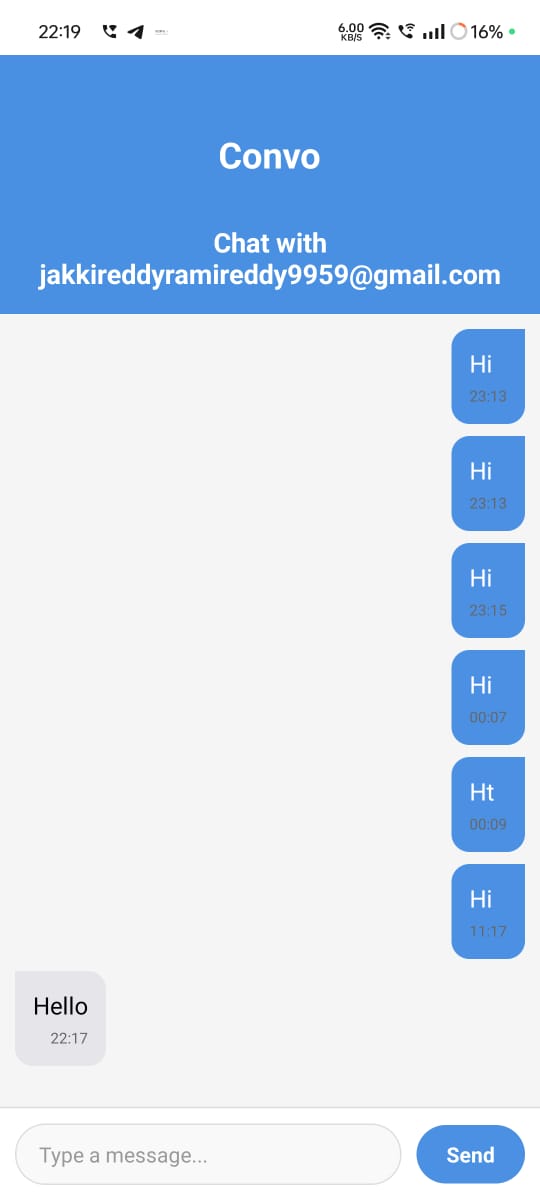 22:19
6.00
KB/S
16%
Convo
Chat with
jakkireddyramireddy9959@gmail.com
Hi
23:13
Hi
23:13
Hi
23:15
Hi
00:07
Ht
00:09
Hi
11:17
Hello
22:17
Type a message...
Send